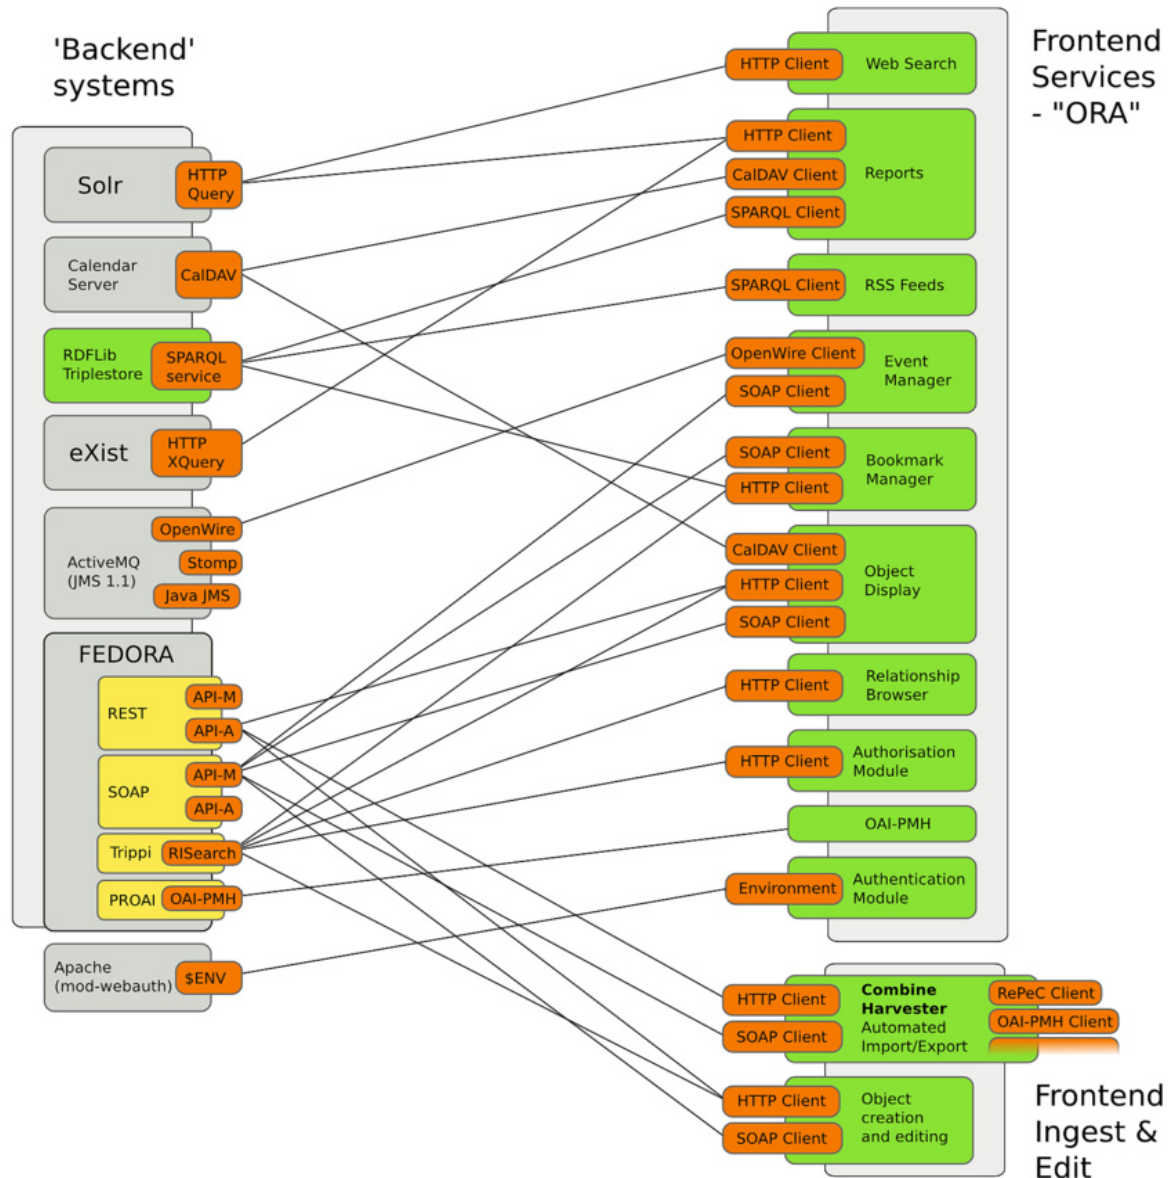 'Backend'
systems
Solr
HTTP
Query
Calendar
Server
CalDAV
RDFLib
Triplestore
SPARQL
service
eXist
HTTP
XQuery
ActiveMQ
(JMS 1.1)
OpenWire
Stomp
Java JMS
FEDORA
REST
API-M
API-A
SOAP
API-M
API-A
Trippi
RISearch
PROAI
OAI-PMH
Apache
(mod-webauth)
$ENV
Frontend
Services
- "ORA"
HTTP Client
Web Search
HTTP Client
CalDAV Client
SPARQL Client
Reports
SPARQL Client
RSS Feeds
OpenWire Client
SOAP Client
Event
Manager
SOAP Client
HTTP Client
Bookmark
Manager
CalDAV Client
HTTP Client
SOAP Client
Object
Display
HTTP Client
Relationship
Browser
HTTP Client
Authorisation
Module
OAI-PMH
Environment
Authentication
Module
HTTP Client
SOAP Client
Combine
Harvester
Automated
Import/Export
RePeC Client
OAI-PMH Client
HTTP Client
SOAP Client
Object
creation
and editing
Frontend
Ingest &
Edit